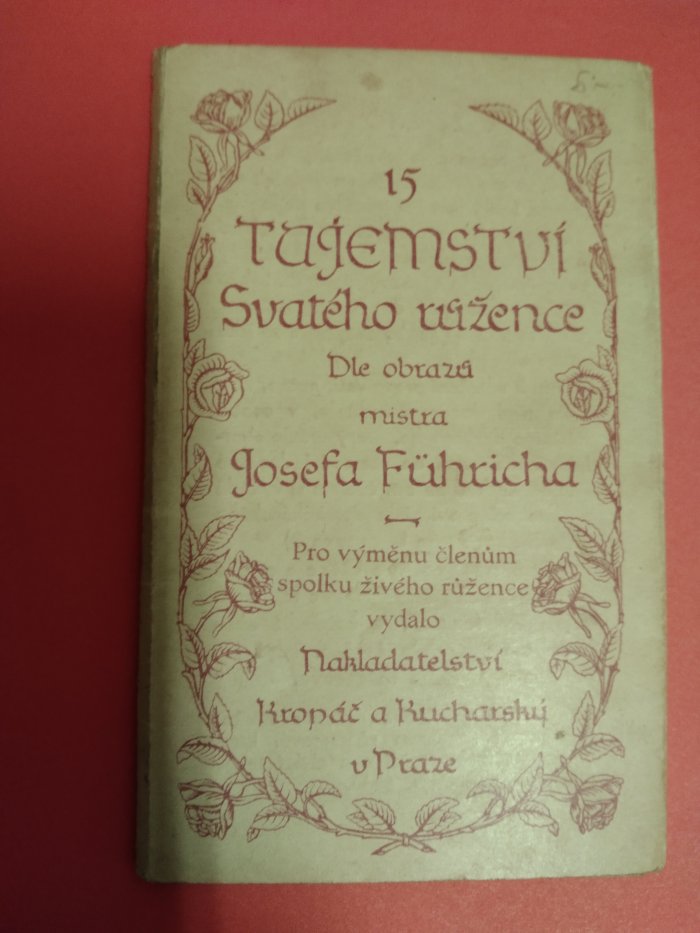 15
TAJEMSTVÍ
Svatého růžence
Dle obrazů
mistra
Josefa Führicha
Pro výměnu členům
spolku živého růžence
vydalo
Nakladatelství
Kropáč a Kucharský
v Praze